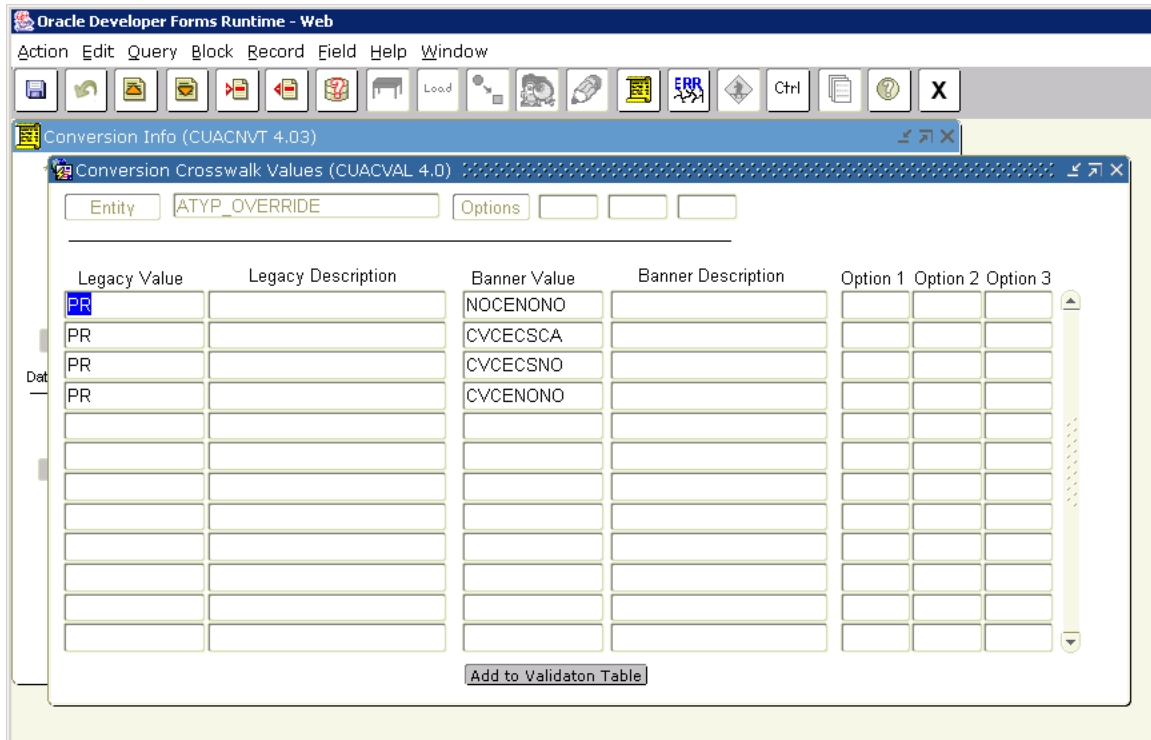 Oracle Developer Forms Runtime - Web
Action Edit Query Block Record Field Help Window
Load ERR Ctrl ? X
Conversion Info (CUACNVT 4.03)
Conversion Crosswalk Values (CUACVAL 4.0)
Entity ATYP_OVERRIDE Options
Legacy Value Legacy Description Banner Value Banner Description Option 1 Option 2 Option 3
PR NOCENONO
PR CVCECSCA
PR CVCECSNO
Dat
PR CVCENONO
Add to Validaton Table